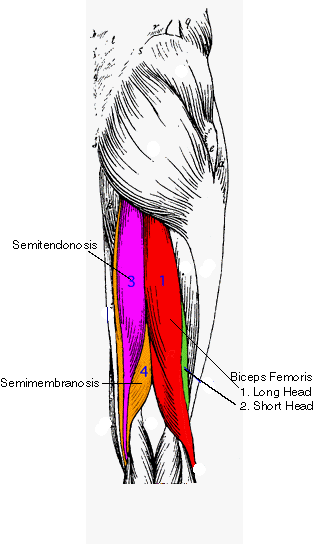 Semitendonosis
3
1
4
Semimembranosis
Biceps Femoris
1. Long Head
2. Short Head